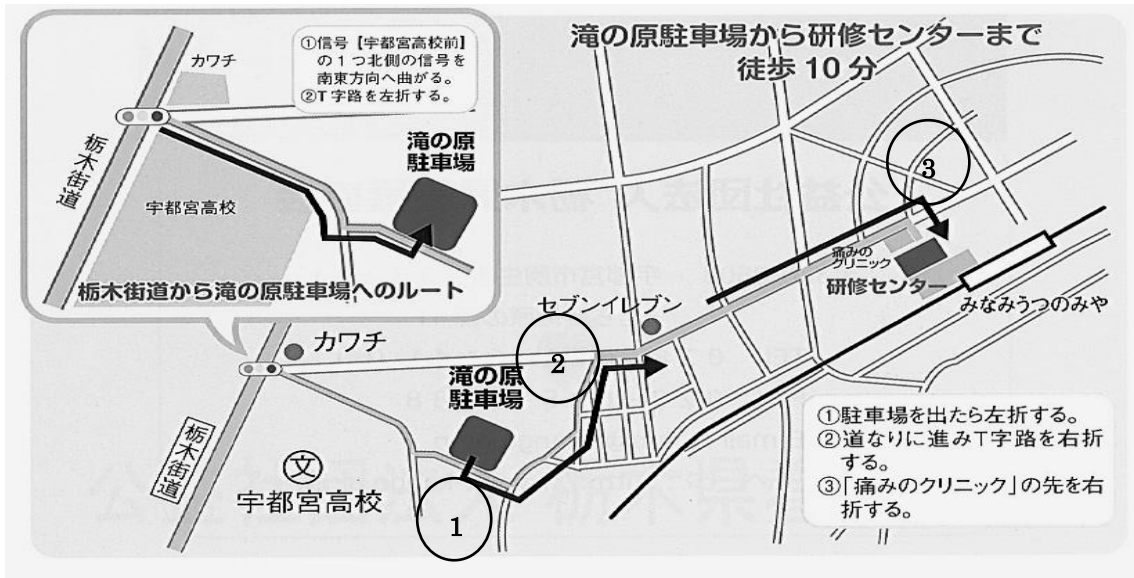 滝の原駐車場から研修センターまで
徒歩10分
カワチ
①信号【宇都宮高校前】
の1つ北側の信号を
南東方向へ曲がる。
②T字路を左折する。
栃木街道
宇都宮高校
滝の原
駐車場
栃木街道から滝の原駐車場へのルート
3
痛みの
クリニック
研修センター
みなみうつのみや
セブンイレブン
カワチ
2
滝の原
駐車場
栃木街道
文
宇都宮高校
1
①駐車場を出たら左折する。
②道なりに進みT字路を右折
する。
③「痛みのクリニック」の先を右
折する。